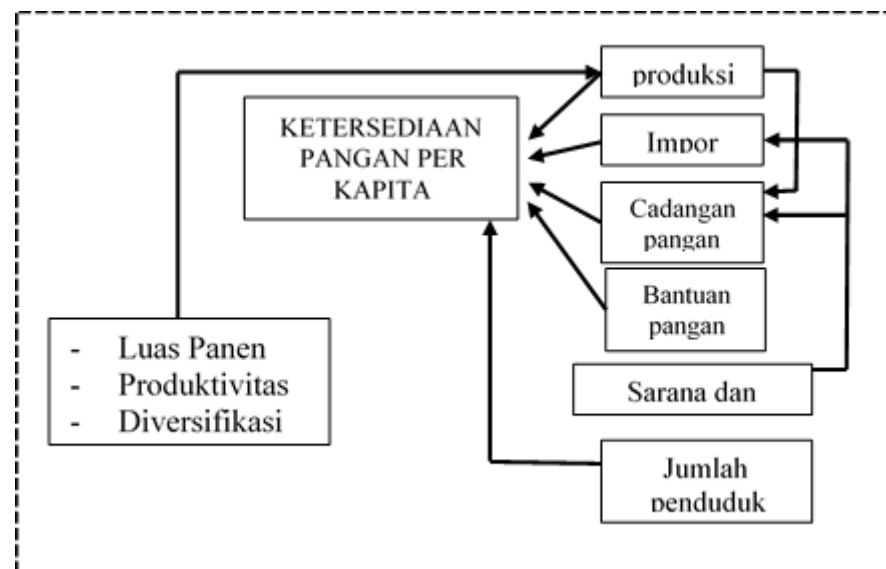 produksi
KETERSEDIAAN
PANGAN PER
KAPITA
Impor
Cadangan
pangan
Bantuan
pangan
- Luas Panen
- Produktivitas
- Diversifikasi
Sarana dan
Jumlah
penduduk